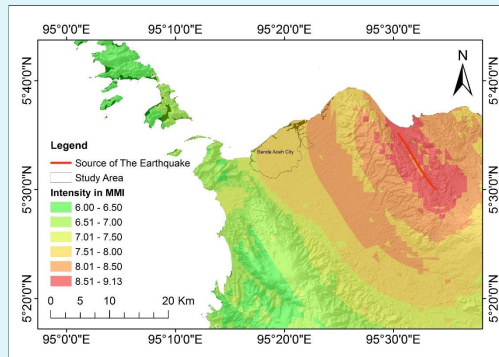 95°0'0"E 95°10'0"E 95°20'0"E 95°30'0"E
5°40'0"N 5°40'0"N
N
Banda Aceh City
Legend
Source of The Earthquake
Study Area
Intensity in MMI
6.00 - 6.50
6.51 - 7.00
7.01 - 7.50
7.51 - 8.00
8.01 - 8.50
8.51 - 9.13
5°30'0"N 5°30'0"N
5°20'0"N 5°20'0"N
0 5 10 20 Km
95°0'0"E 95°10'0"E 95°20'0"E 95°30'0"E